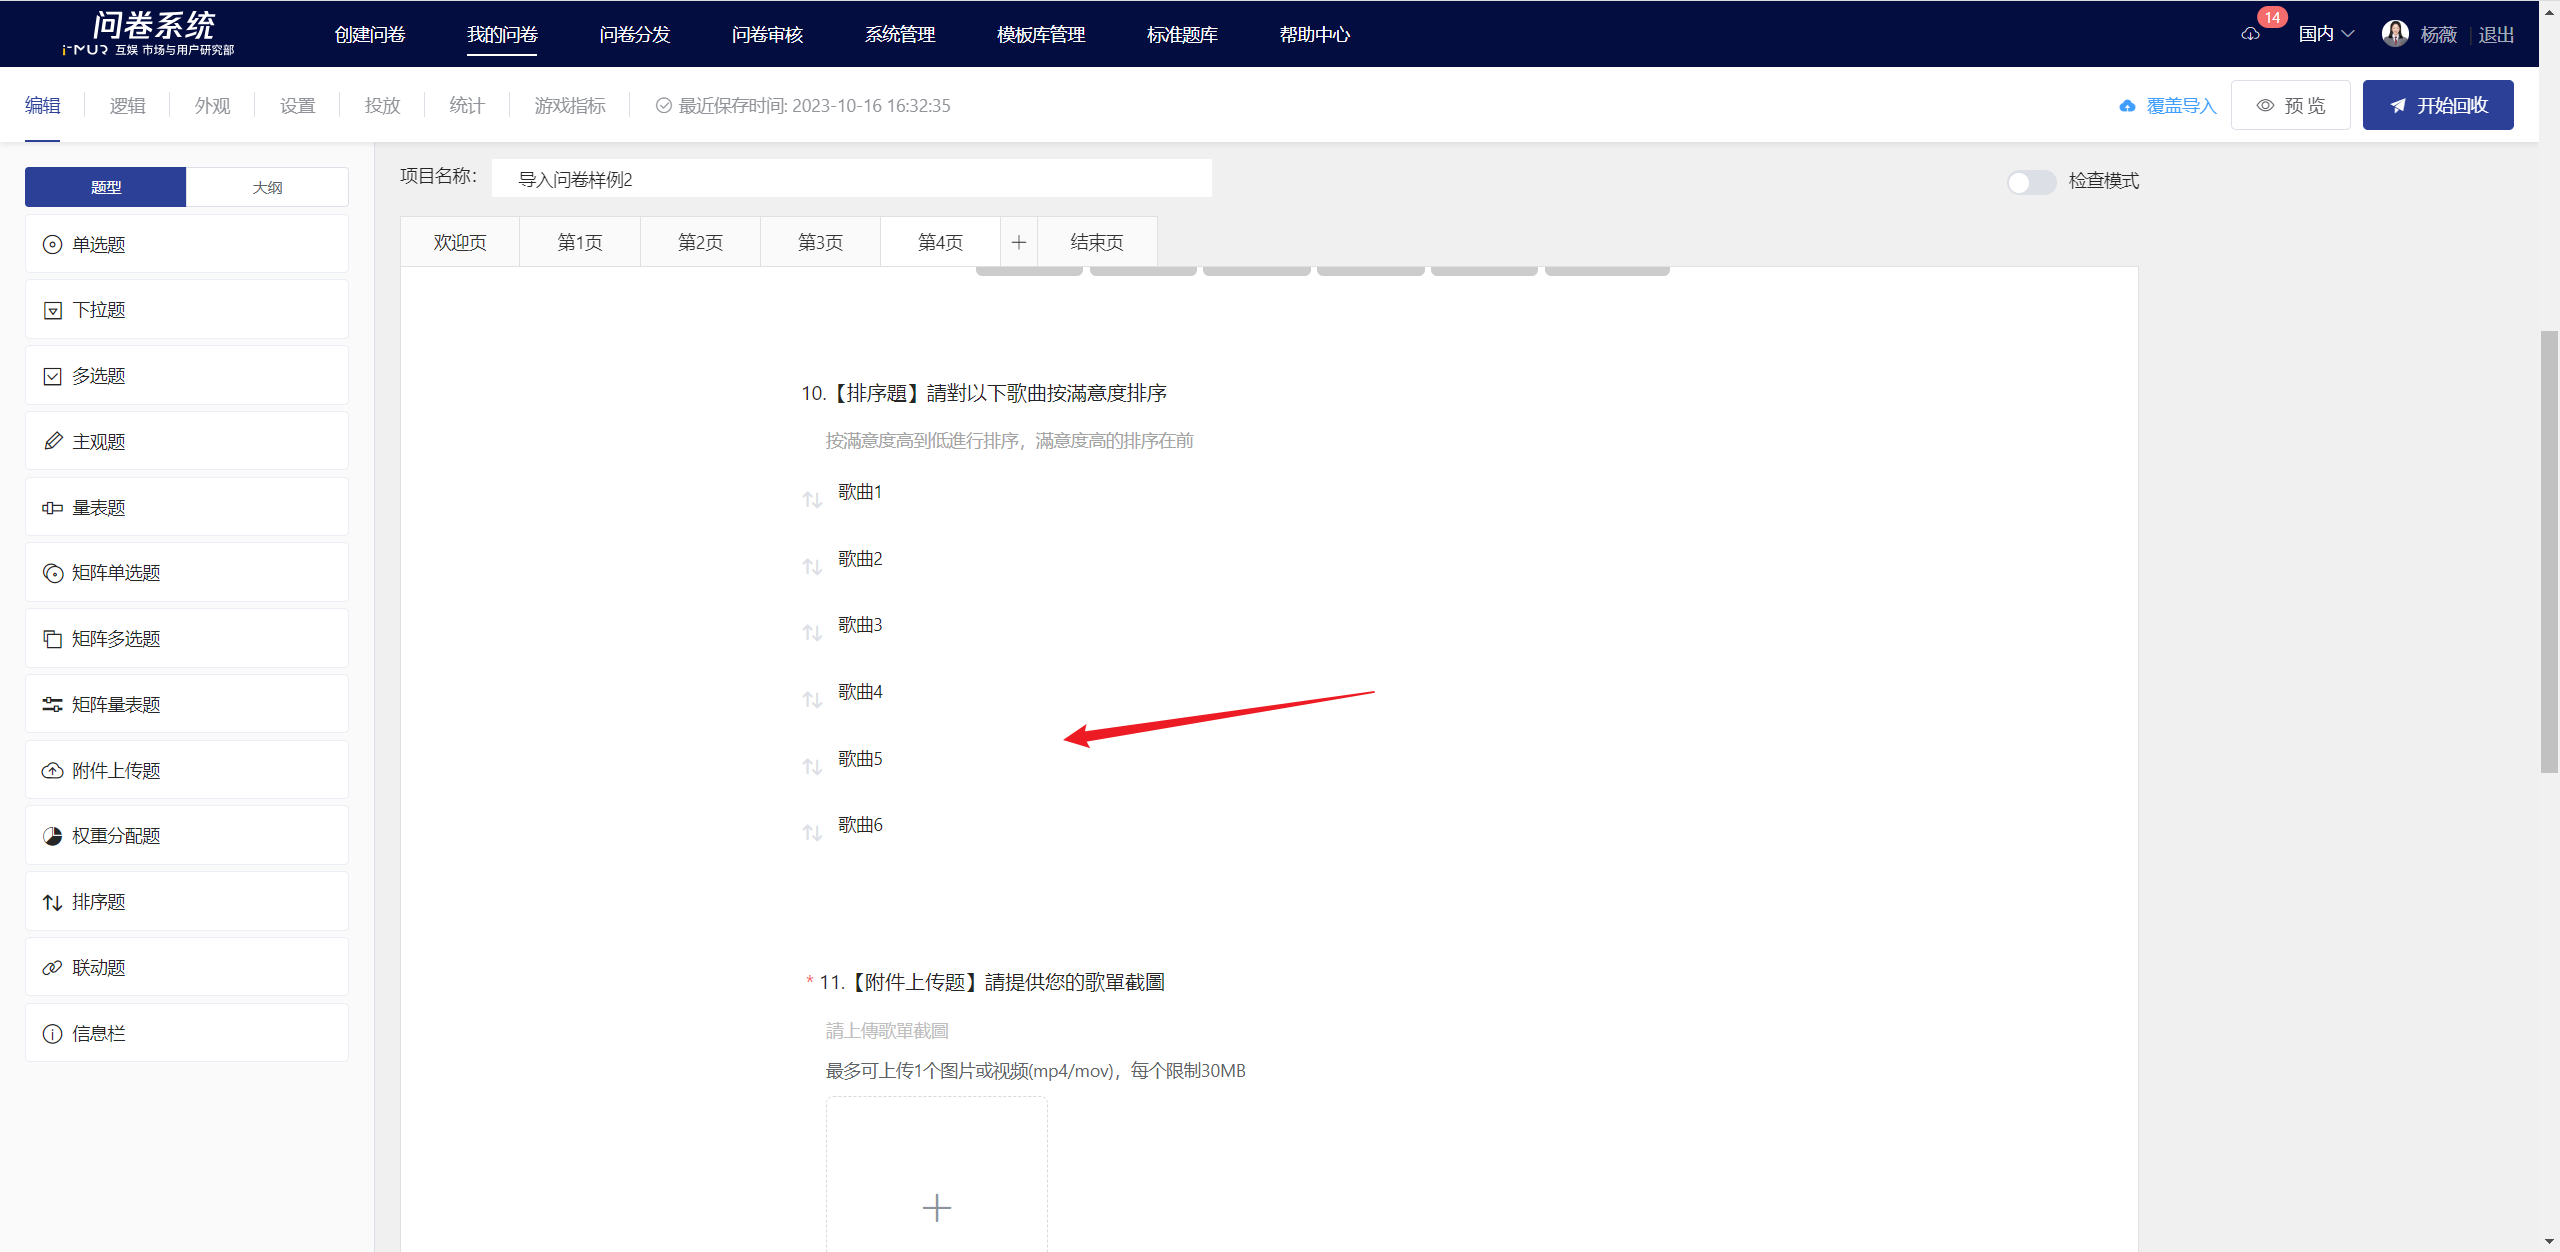 问卷系统
i-MUR 互娱 市场与用户研究部
创建问卷
我的问卷
问卷分发
问卷审核
系统管理
模板库管理
标准题库
帮助中心
14
国内
杨薇
退出
编辑
逻辑
外观
设置
投放
统计
游戏指标
最近保存时间: 2023-10-16 16:32:35
覆盖导入
预 览
开始回收
题型
大纲
单选题
下拉题
多选题
主观题
量表题
矩阵单选题
矩阵多选题
矩阵量表题
附件上传题
权重分配题
排序题
联动题
信息栏
项目名称:
导入问卷样例2
检查模式
欢迎页
第1页
第2页
第3页
第4页
结束页
10.【排序題】請對以下歌曲按滿意度排序
按滿意度高到低進行排序，滿意度高的排序在前
歌曲1
歌曲2
歌曲3
歌曲4
歌曲5
歌曲6
* 11.【附件上传题】請提供您的歌單截圖
請上傳歌單截圖
最多可上传1个图片或视频(mp4/mov)，每个限制30MB